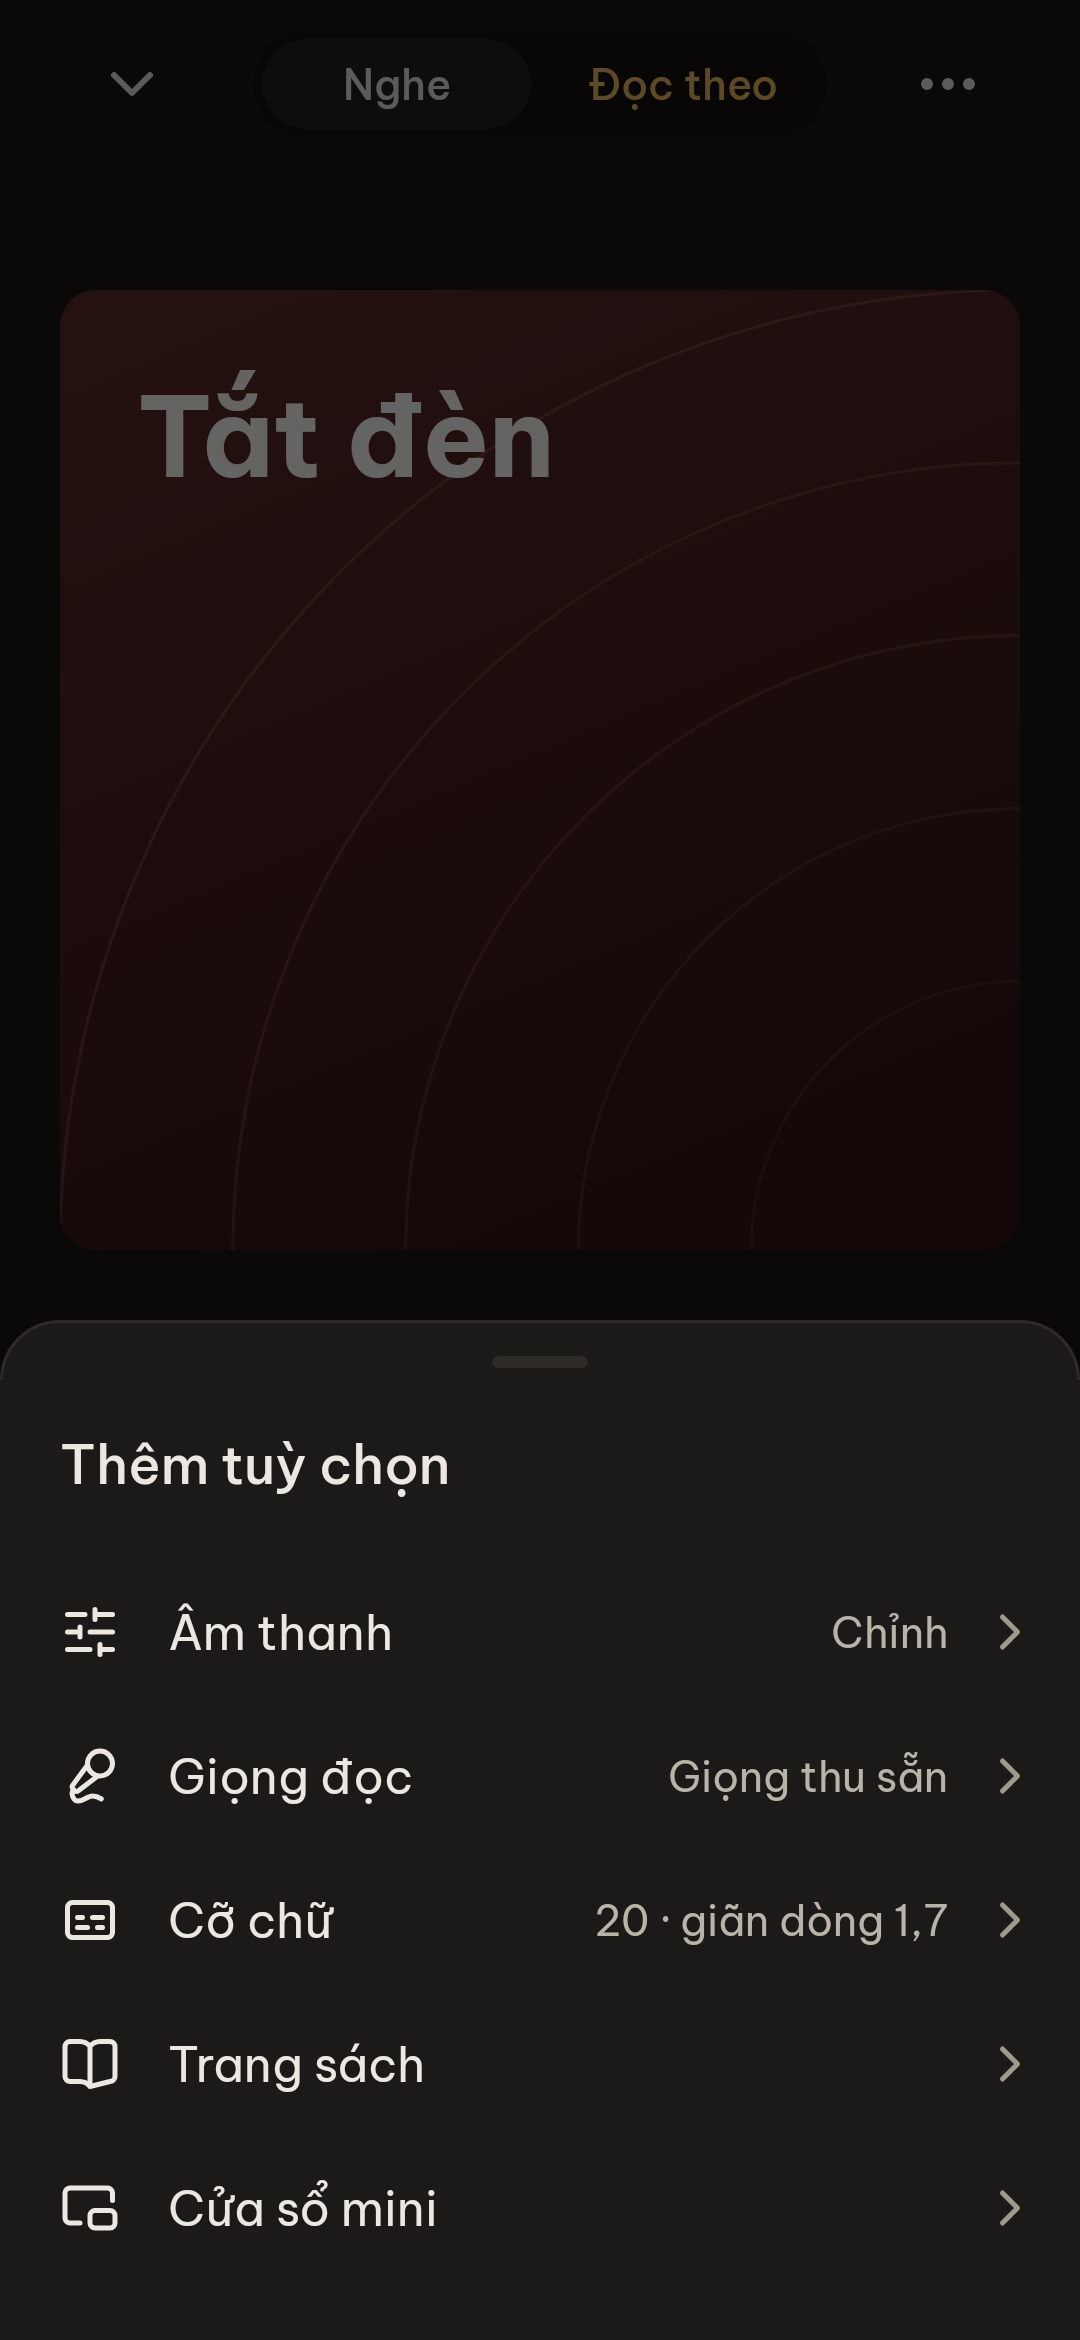 Nghe
Đọc theo
Tắt đèn
Thêm tuỳ chọn
Âm thanh
Chỉnh
Giọng đọc
Giọng thu sẵn
Cỡ chữ
20 · giãn dòng 1,7
Trang sách
Cửa sổ mini